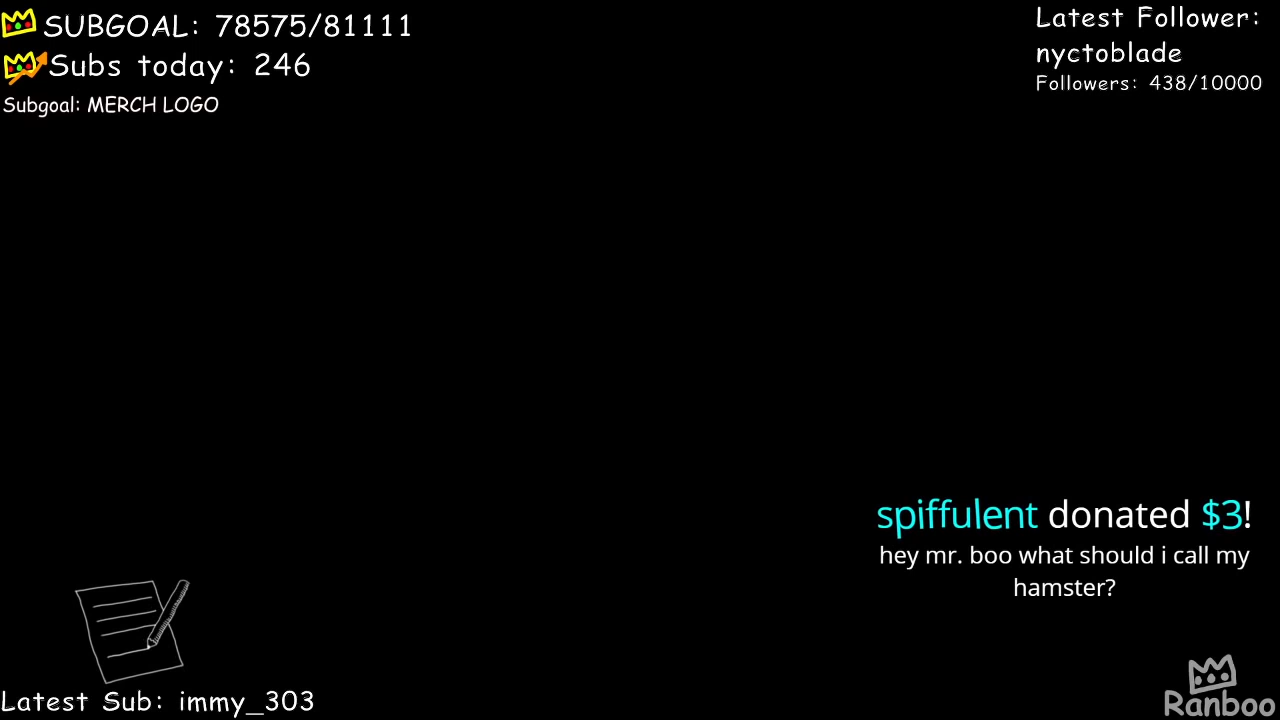 SUBGOAL: 78575/81111
Subs today: 246
Subgoal: MERCH LOGO
Latest Follower:
nyctoblade
Followers: 438/10000
spiffulent donated $3!
hey mr. boo what should i call my
hamster?
Latest Sub: immy_303
Ranboo